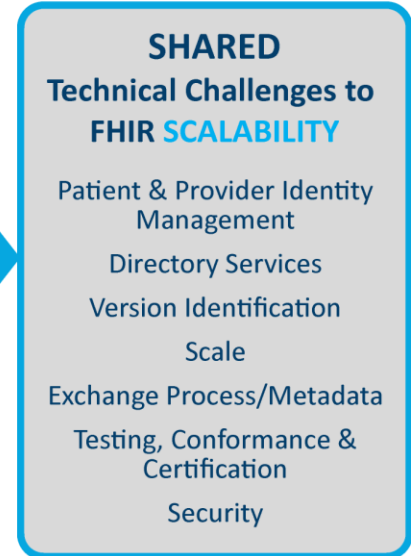 SHARED
Technical Challenges to
FHIR SCALABILITY
Patient & Provider Identity
Management
Directory Services
Version Identification
Scale
Exchange Process/Metadata
Testing, Conformance &
Certification
Security